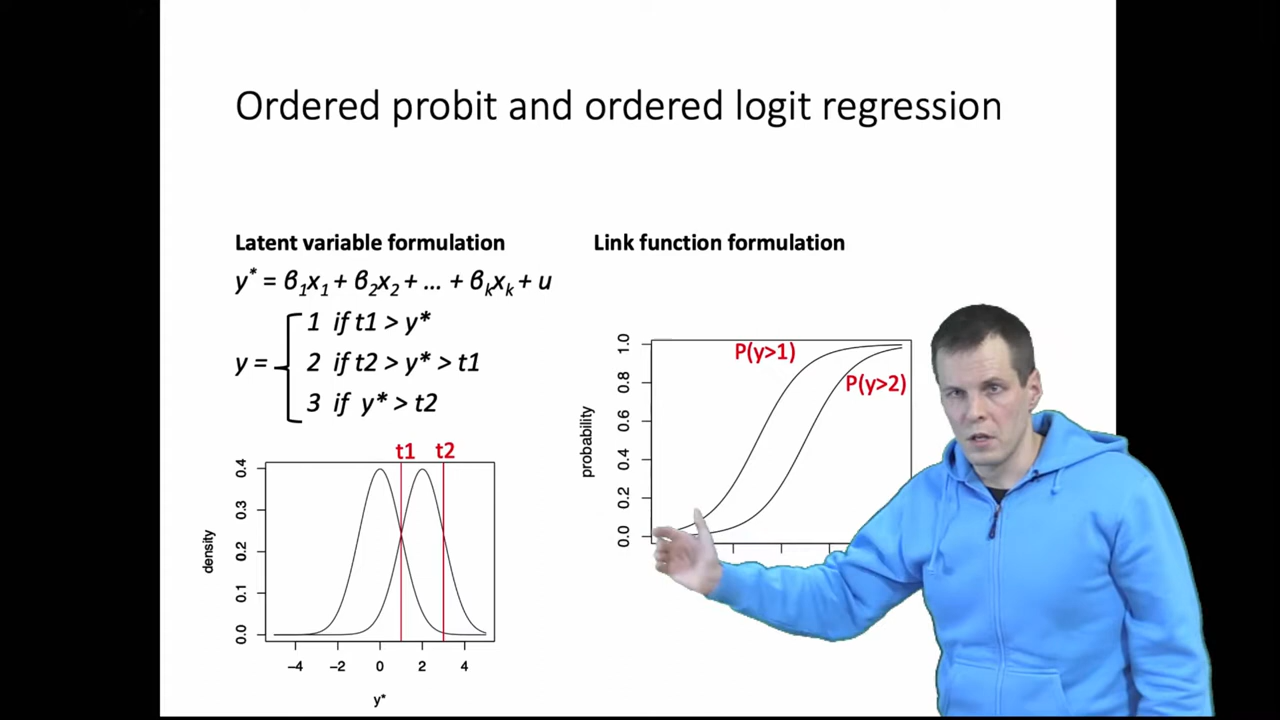 Ordered probit and ordered logit regression
Latent variable formulation
y* = β1x1 + β2x2 + ... + βkxk + u
y =
1 if t1 > y*
2 if t2 > y* > t1
3 if y* > t2
t1 t2
0.4
0.3
0.2
0.1
0.0
density
−4 −2 0 2 4
y*
Link function formulation
1.0
0.8
0.6
0.4
0.2
0.0
probability
P(y>1)
P(y>2)